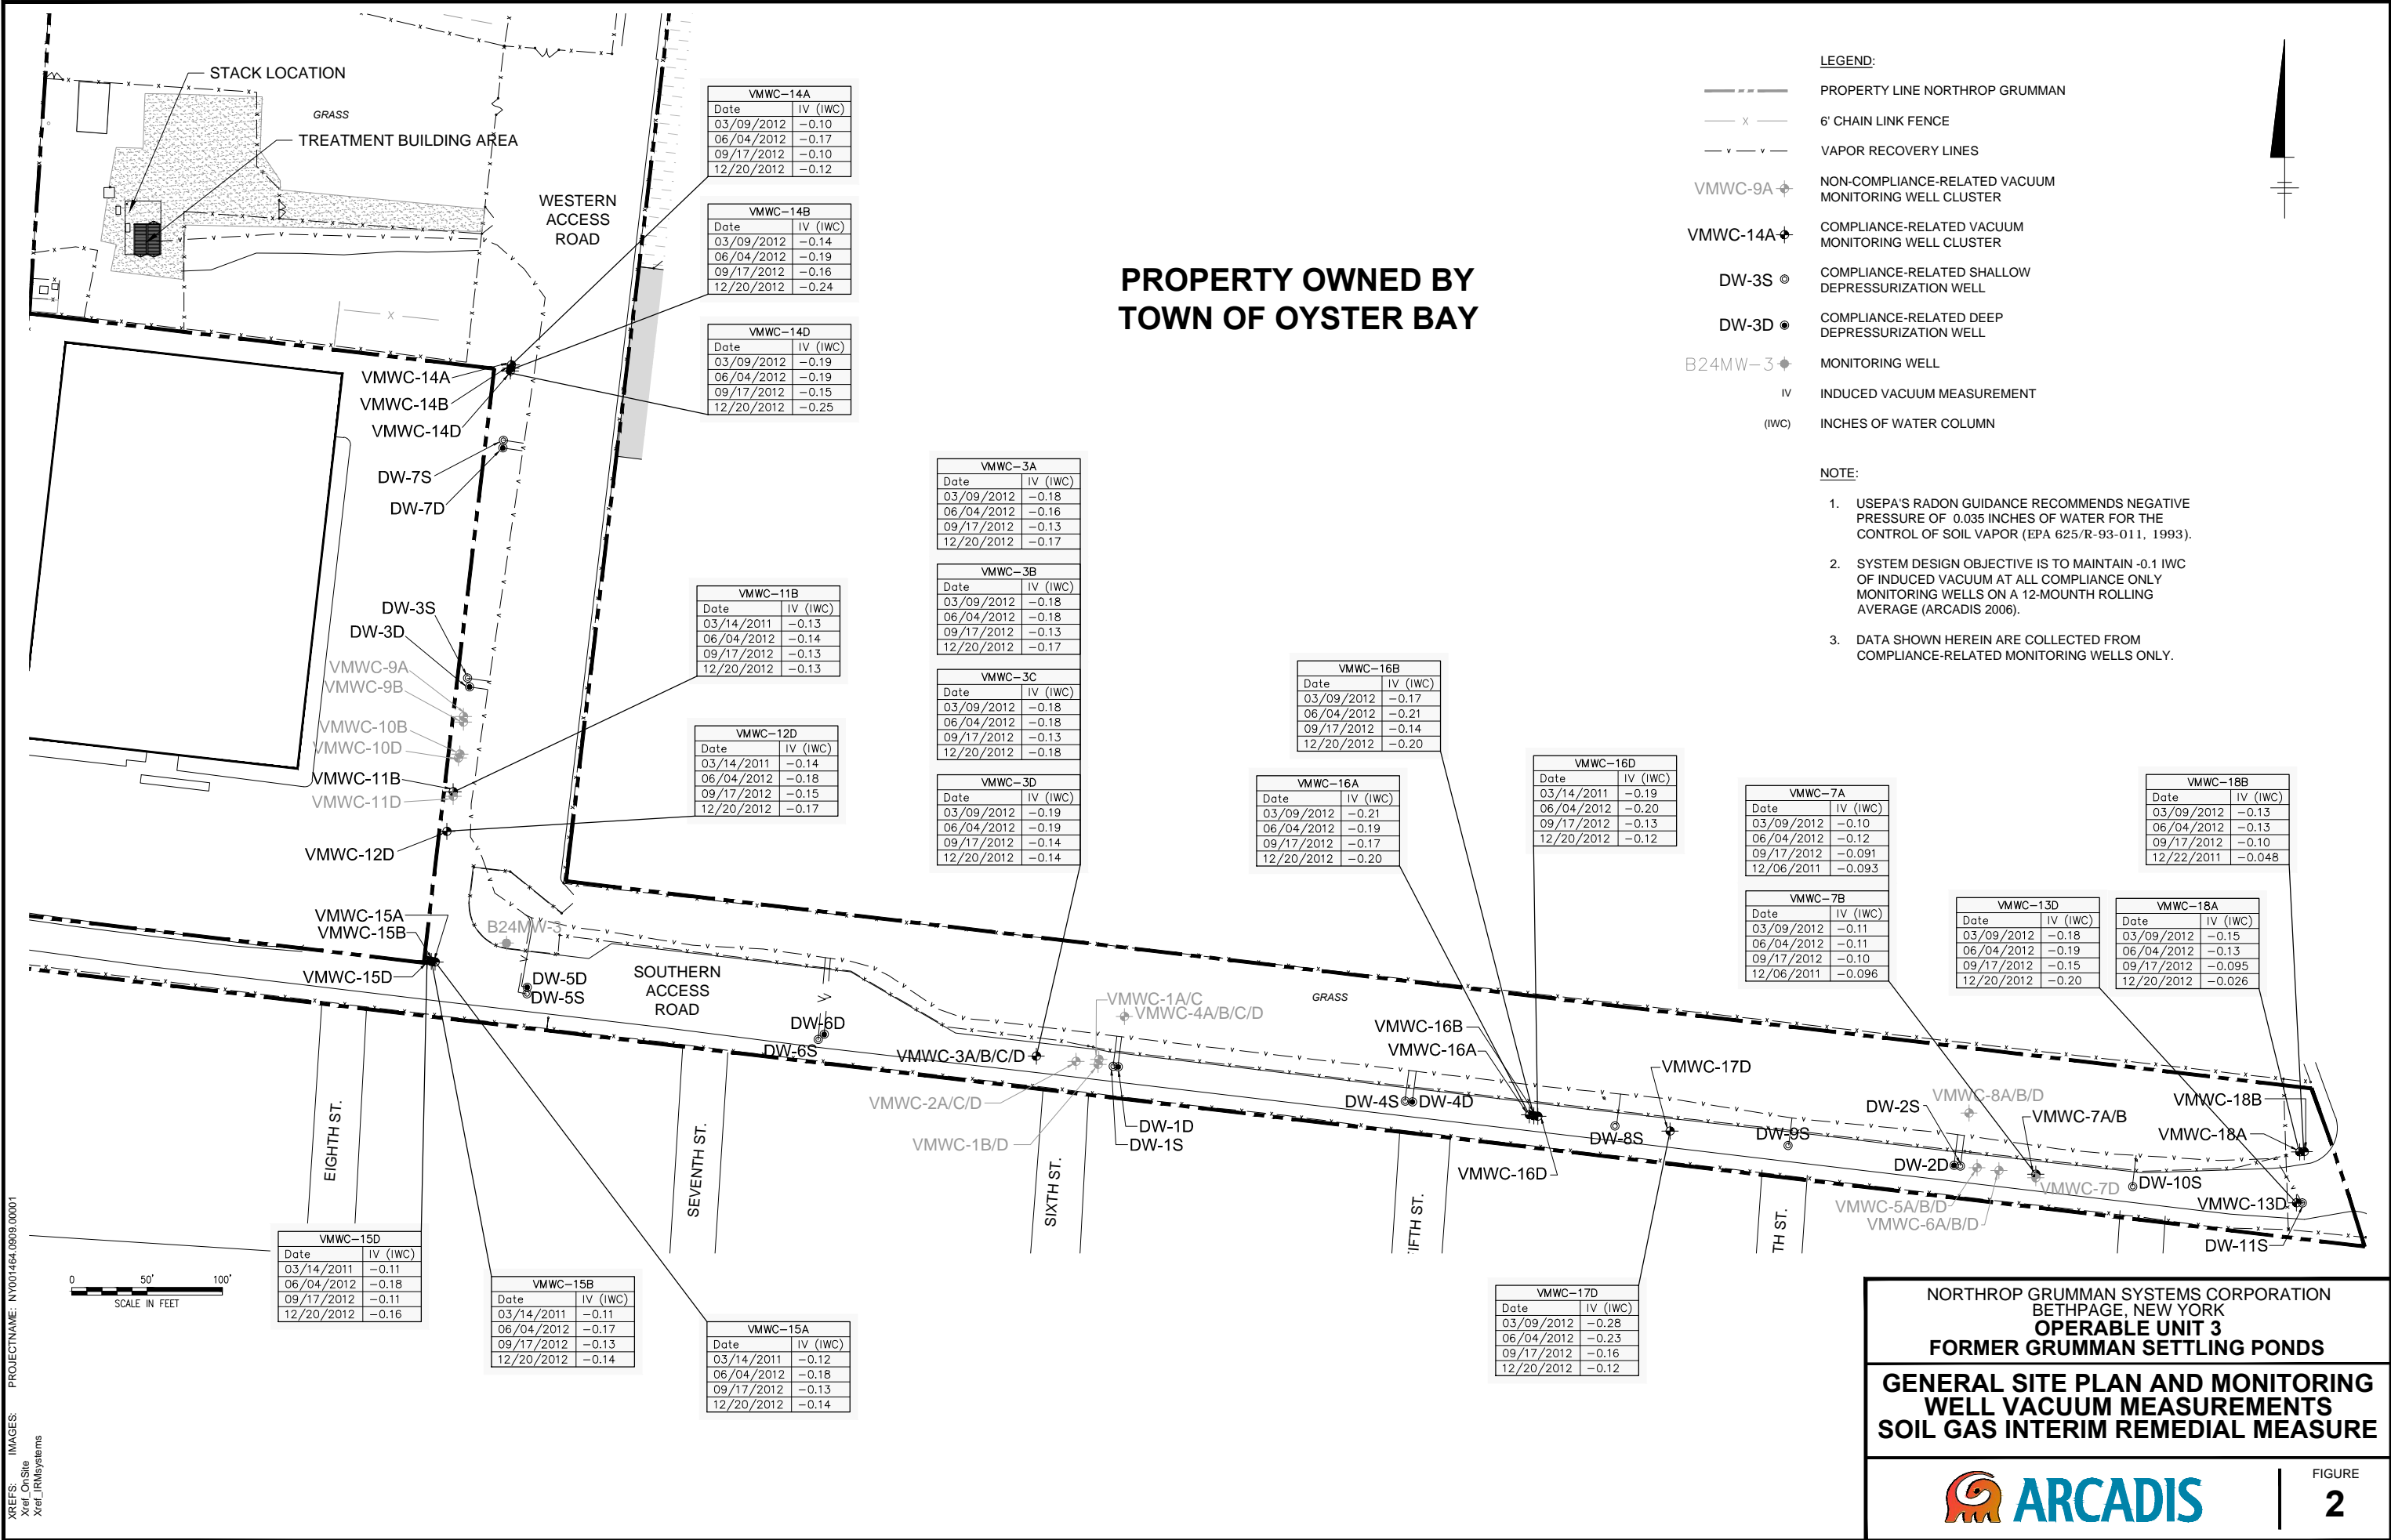 STACK LOCATION
GRASS
TREATMENT BUILDING AREA
WESTERN
ACCESS
ROAD
PROPERTY OWNED BY
TOWN OF OYSTER BAY
VMWC-14A
Date IV (IWC)
03/09/2012 -0.10
06/04/2012 -0.17
09/17/2012 -0.10
12/20/2012 -0.12
VMWC-14B
Date IV (IWC)
03/09/2012 -0.14
06/04/2012 -0.19
09/17/2012 -0.16
12/20/2012 -0.24
VMWC-14D
Date IV (IWC)
03/09/2012 -0.19
06/04/2012 -0.19
09/17/2012 -0.15
12/20/2012 -0.25
LEGEND:
PROPERTY LINE NORTHROP GRUMMAN
X 6' CHAIN LINK FENCE
V V VAPOR RECOVERY LINES
VMWC-9A NON-COMPLIANCE-RELATED VACUUM
MONITORING WELL CLUSTER
VMWC-14A COMPLIANCE-RELATED VACUUM
MONITORING WELL CLUSTER
DW-3S COMPLIANCE-RELATED SHALLOW
DEPRESSURIZATION WELL
DW-3D COMPLIANCE-RELATED DEEP
DEPRESSURIZATION WELL
B24MW-3 MONITORING WELL
IV INDUCED VACUUM MEASUREMENT
(IWC) INCHES OF WATER COLUMN
NOTE:
1. USEPA'S RADON GUIDANCE RECOMMENDS NEGATIVE
PRESSURE OF 0.035 INCHES OF WATER FOR THE
CONTROL OF SOIL VAPOR (EPA 625/R-93-011, 1993).
2. SYSTEM DESIGN OBJECTIVE IS TO MAINTAIN -0.1 IWC
OF INDUCED VACUUM AT ALL COMPLIANCE ONLY
MONITORING WELLS ON A 12-MOUNTH ROLLING
AVERAGE (ARCADIS 2006).
3. DATA SHOWN HEREIN ARE COLLECTED FROM
COMPLIANCE-RELATED MONITORING WELLS ONLY.
X
VMWC-14A
VMWC-14B
VMWC-14D
DW-7S
DW-7D
DW-3S
DW-3D
VMWC-9A
VMWC-9B
VMWC-10B
VMWC-10D
VMWC-11B
VMWC-11D
VMWC-12D
VMWC-11B
Date IV (IWC)
03/14/2011 -0.13
06/04/2012 -0.14
09/17/2012 -0.13
12/20/2012 -0.13
VMWC-12D
Date IV (IWC)
03/14/2011 -0.14
06/04/2012 -0.18
09/17/2012 -0.15
12/20/2012 -0.17
VMWC-3A
Date IV (IWC)
03/09/2012 -0.18
06/04/2012 -0.16
09/17/2012 -0.13
12/20/2012 -0.17
VMWC-3B
Date IV (IWC)
03/09/2012 -0.18
06/04/2012 -0.18
09/17/2012 -0.13
12/20/2012 -0.17
VMWC-3C
Date IV (IWC)
03/09/2012 -0.18
06/04/2012 -0.18
09/17/2012 -0.13
12/20/2012 -0.18
VMWC-3D
Date IV (IWC)
03/09/2012 -0.19
06/04/2012 -0.19
09/17/2012 -0.14
12/20/2012 -0.14
VMWC-16B
Date IV (IWC)
03/09/2012 -0.17
06/04/2012 -0.21
09/17/2012 -0.14
12/20/2012 -0.20
VMWC-16A
Date IV (IWC)
03/09/2012 -0.21
06/04/2012 -0.19
09/17/2012 -0.17
12/20/2012 -0.20
VMWC-16D
Date IV (IWC)
03/14/2011 -0.19
06/04/2012 -0.20
09/17/2012 -0.13
12/20/2012 -0.12
VMWC-7A
Date IV (IWC)
03/09/2012 -0.10
06/04/2012 -0.12
09/17/2012 -0.091
12/06/2011 -0.093
VMWC-7B
Date IV (IWC)
03/09/2012 -0.11
06/04/2012 -0.11
09/17/2012 -0.10
12/06/2011 -0.096
VMWC-18B
Date IV (IWC)
03/09/2012 -0.13
06/04/2012 -0.13
09/17/2012 -0.10
12/22/2011 -0.048
VMWC-13D
Date IV (IWC)
03/09/2012 -0.18
06/04/2012 -0.19
09/17/2012 -0.15
12/20/2012 -0.20
VMWC-18A
Date IV (IWC)
03/09/2012 -0.15
06/04/2012 -0.13
09/17/2012 -0.095
12/20/2012 -0.026
VMWC-15A
VMWC-15B
VMWC-15D
B24MW-3
DW-5D
DW-5S
SOUTHERN
ACCESS
ROAD
DW-6D
DW-6S
VMWC-3A/B/C/D
VMWC-1A/C
VMWC-4A/B/C/D
VMWC-2A/C/D
VMWC-1B/D
DW-1D
DW-1S
GRASS
VMWC-16B
VMWC-16A
DW-4S
DW-4D
VMWC-16D
VMWC-17D
DW-8S
DW-9S
DW-2S
DW-2D
VMWC-8A/B/D
VMWC-7A/B
VMWC-7D
VMWC-5A/B/D
VMWC-6A/B/D
DW-10S
VMWC-18B
VMWC-18A
VMWC-13D
DW-11S
EIGHTH ST.
SEVENTH ST.
SIXTH ST.
IFTH ST.
TH ST.
VMWC-15D
Date IV (IWC)
03/14/2011 -0.11
06/04/2012 -0.18
09/17/2012 -0.11
12/20/2012 -0.16
VMWC-15B
Date IV (IWC)
03/14/2011 -0.11
06/04/2012 -0.17
09/17/2012 -0.13
12/20/2012 -0.14
VMWC-15A
Date IV (IWC)
03/14/2011 -0.12
06/04/2012 -0.18
09/17/2012 -0.13
12/20/2012 -0.14
VMWC-17D
Date IV (IWC)
03/09/2012 -0.28
06/04/2012 -0.23
09/17/2012 -0.16
12/20/2012 -0.12
0 50' 100'
SCALE IN FEET
XREFS: IMAGES: PROJECTNAME: NY001464.0909.00001
Xref_OnSite
Xref_IRMsystems
NORTHROP GRUMMAN SYSTEMS CORPORATION
BETHPAGE, NEW YORK
OPERABLE UNIT 3
FORMER GRUMMAN SETTLING PONDS
GENERAL SITE PLAN AND MONITORING
WELL VACUUM MEASUREMENTS
SOIL GAS INTERIM REMEDIAL MEASURE
ARCADIS
FIGURE
2